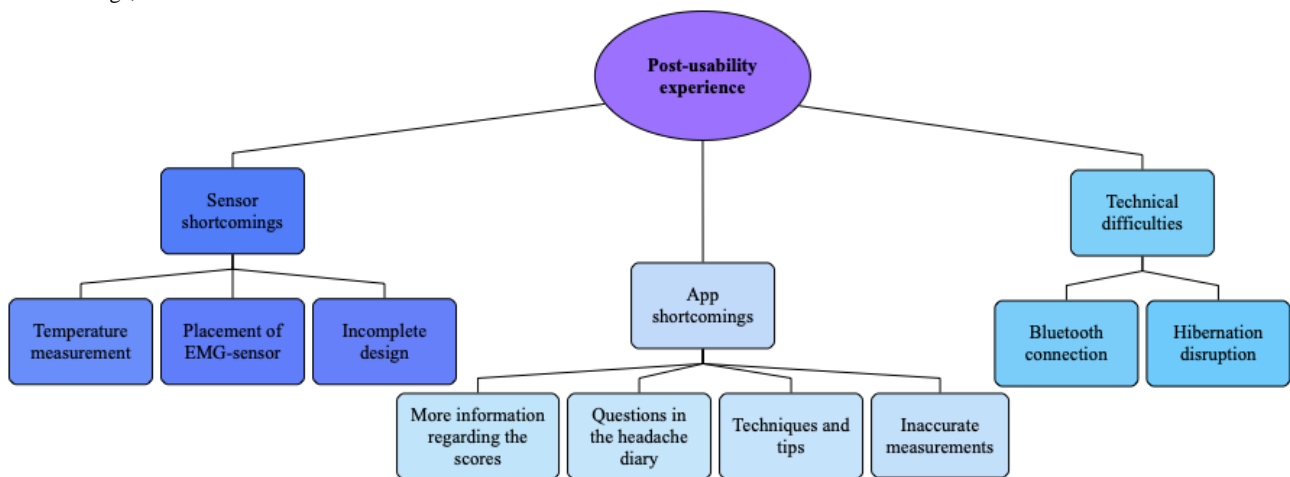 Post-usability
experience
Sensor
shortcomings
Technical
difficulties
App
shortcomings
Temperature
measurement
Placement of
EMG-sensor
Incomplete
design
Bluetooth
connection
Hibernation
disruption
More information
regarding the
scores
Questions in
the headache
diary
Techniques and
tips
Inaccurate
measurements